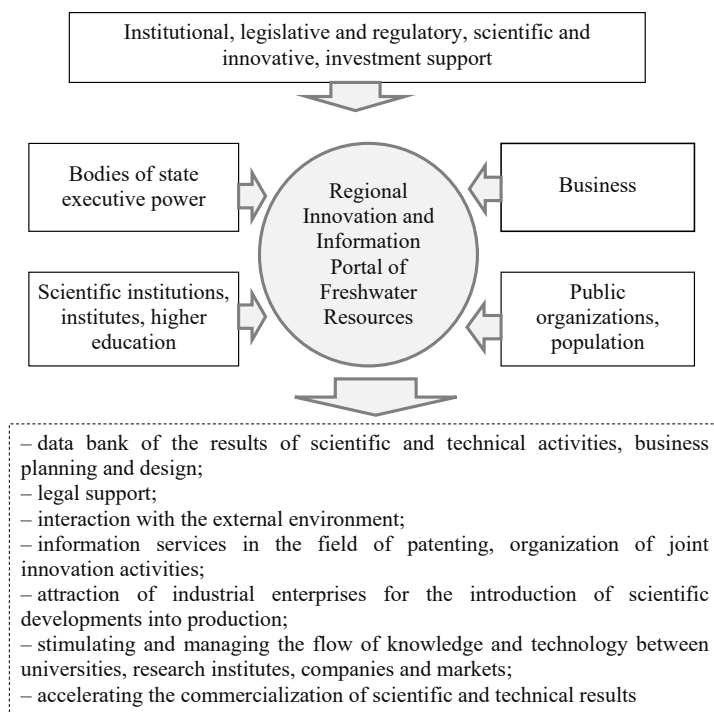 Institutional, legislative and regulatory, scientific and
innovative, investment support
Bodies of state
executive power
Regional
Innovation and
Information
Portal of
Freshwater
Resources
Business
Scientific institutions,
institutes, higher
education
Public
organizations,
population
– data bank of the results of scientific and technical activities, business
planning and design;
– legal support;
– interaction with the external environment;
– information services in the field of patenting, organization of joint
innovation activities;
– attraction of industrial enterprises for the introduction of scientific
developments into production;
– stimulating and managing the flow of knowledge and technology between
universities, research institutes, companies and markets;
– accelerating the commercialization of scientific and technical results